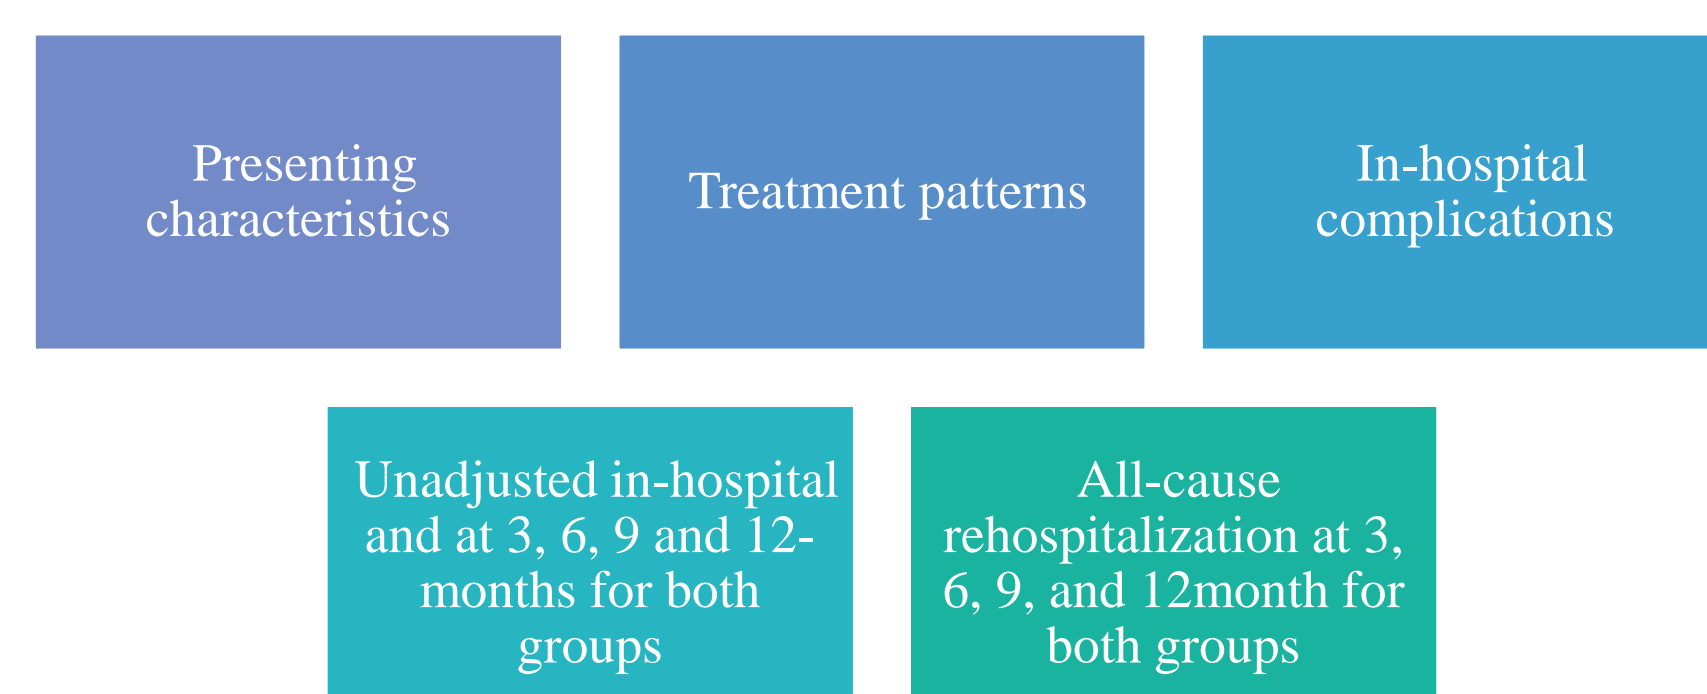 Presenting
characteristics
Treatment patterns
In-hospital
complications
Unadjusted in-hospital
and at 3, 6, 9 and 12-
months for both
groups
All-cause
rehospitalization at 3,
6, 9, and 12month for
both groups